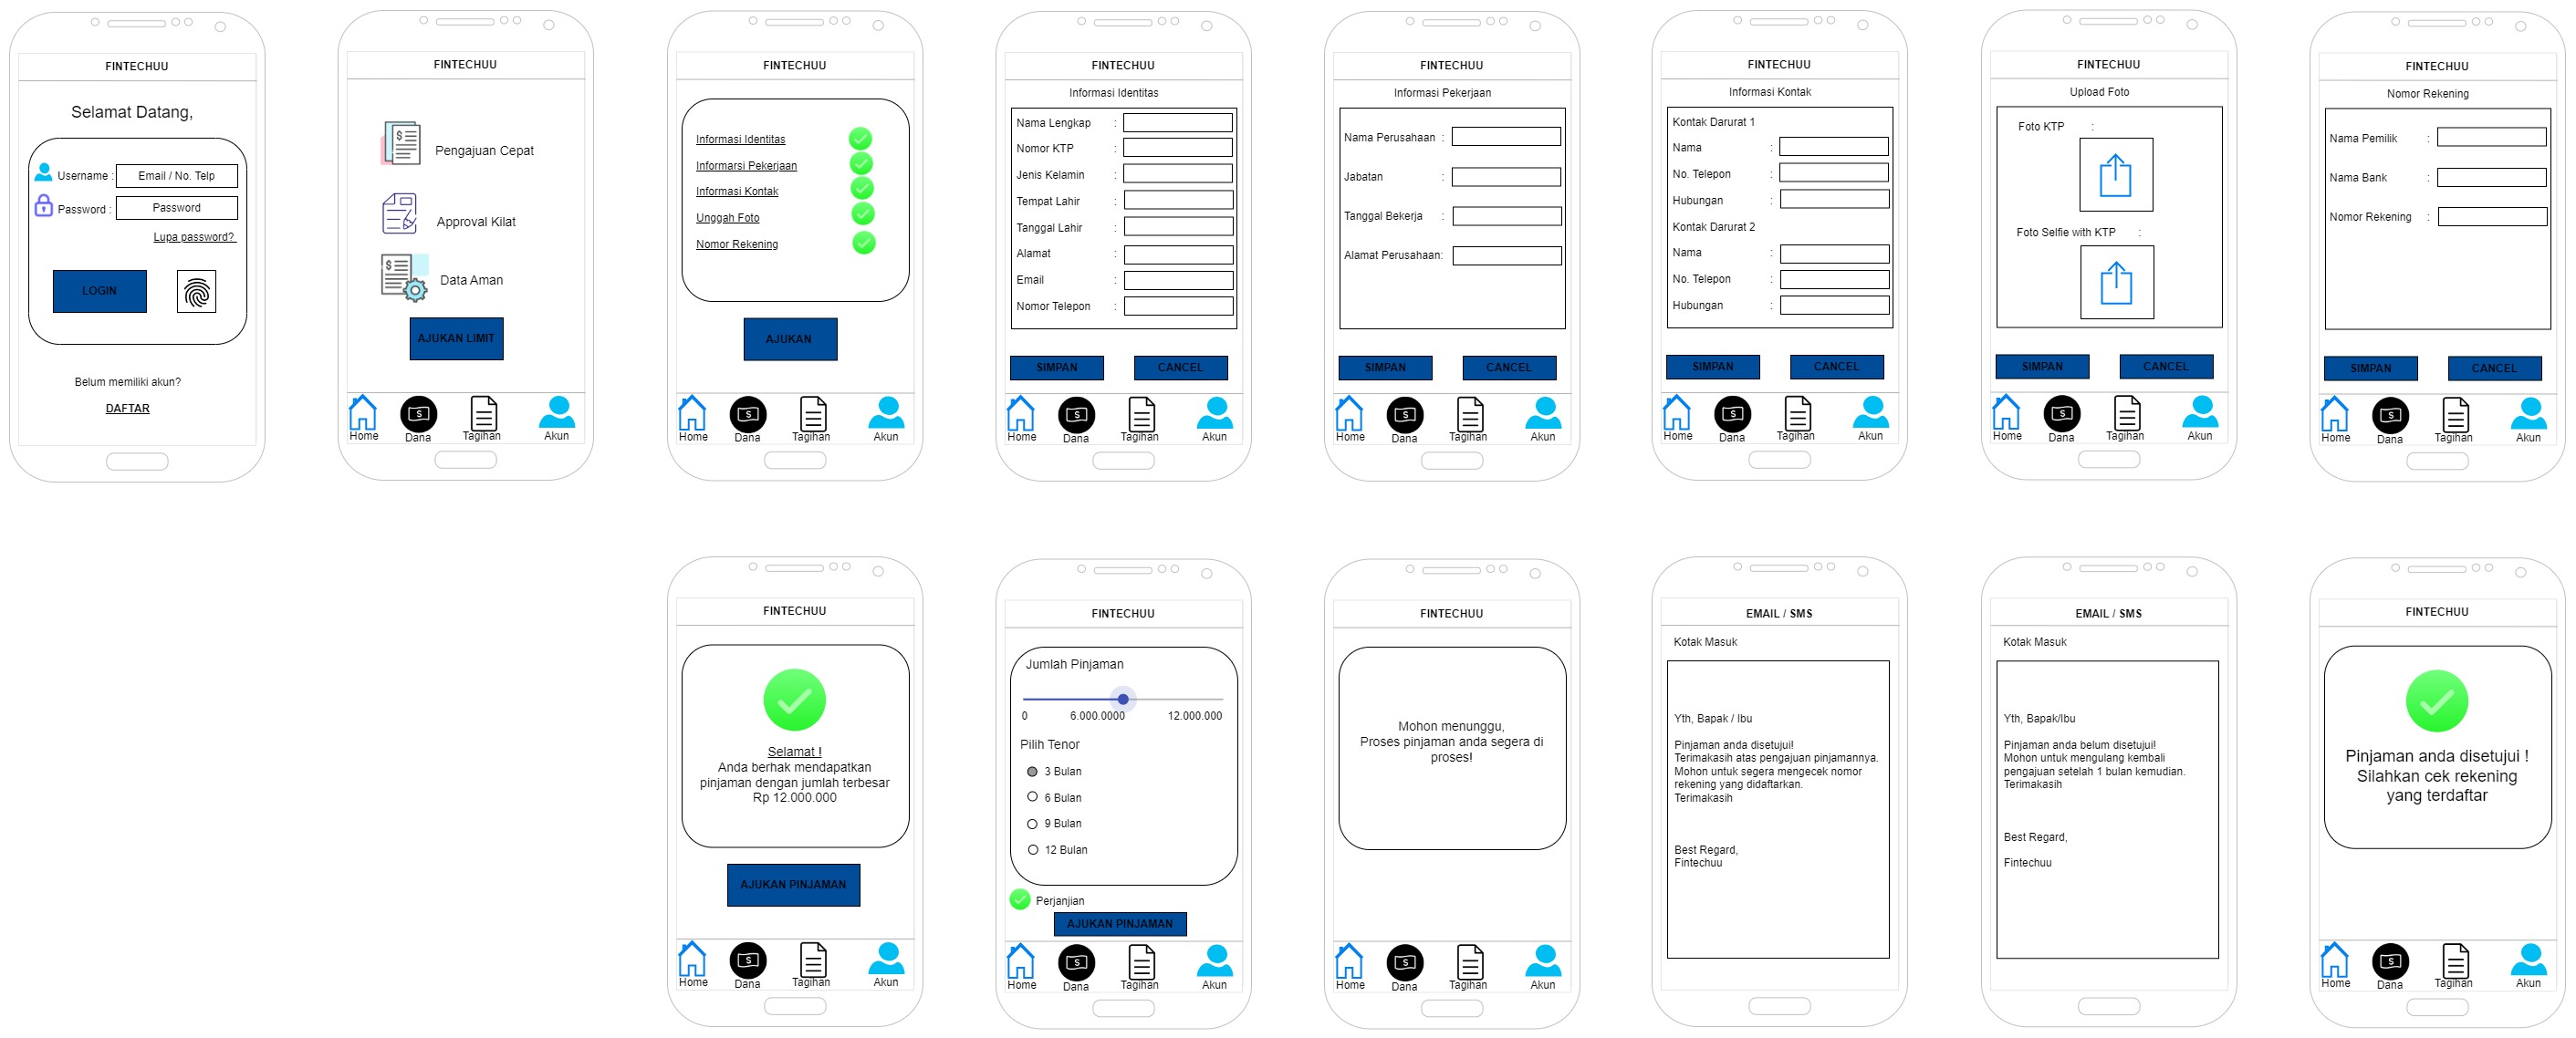 FINTECHUU
Selamat Datang,
Username : Email / No. Telp
Password : Password
Lupa password?
LOGIN
Belum memiliki akun?
DAFTAR
FINTECHUU
Pengajuan Cepat
Approval Kilat
Data Aman
AJUKAN LIMIT
Home Dana Tagihan Akun
FINTECHUU
Informasi Identitas
Informarsi Pekerjaan
Informasi Kontak
Unggah Foto
Nomor Rekening
AJUKAN
Home Dana Tagihan Akun
FINTECHUU
Informasi Identitas
Nama Lengkap :
Nomor KTP :
Jenis Kelamin :
Tempat Lahir :
Tanggal Lahir :
Alamat :
Email :
Nomor Telepon :
SIMPAN CANCEL
Home Dana Tagihan Akun
FINTECHUU
Informasi Pekerjaan
Nama Perusahaan :
Jabatan :
Tanggal Bekerja :
Alamat Perusahaan:
SIMPAN CANCEL
Home Dana Tagihan Akun
FINTECHUU
Informasi Kontak
Kontak Darurat 1
Nama :
No. Telepon :
Hubungan :
Kontak Darurat 2
Nama :
No. Telepon :
Hubungan :
SIMPAN CANCEL
Home Dana Tagihan Akun
FINTECHUU
Upload Foto
Foto KTP :
Foto Selfie with KTP :
SIMPAN CANCEL
Home Dana Tagihan Akun
FINTECHUU
Nomor Rekening
Nama Pemilik :
Nama Bank :
Nomor Rekening :
SIMPAN CANCEL
Home Dana Tagihan Akun
FINTECHUU
Selamat !
Anda berhak mendapatkan
pinjaman dengan jumlah terbesar
Rp 12.000.000
AJUKAN PINJAMAN
Home Dana Tagihan Akun
FINTECHUU
Jumlah Pinjaman
0 6.000.0000 12.000.000
Pilih Tenor
3 Bulan
6 Bulan
9 Bulan
12 Bulan
Perjanjian
AJUKAN PINJAMAN
Home Dana Tagihan Akun
FINTECHUU
Mohon menunggu,
Proses pinjaman anda segera di
proses!
Home Dana Tagihan Akun
EMAIL / SMS
Kotak Masuk
Yth, Bapak / Ibu
Pinjaman anda disetujui!
Terimakasih atas pengajuan pinjamannya.
Mohon untuk segera mengecek nomor
rekening yang didaftarkan.
Terimakasih
Best Regard,
Fintechuu
EMAIL / SMS
Kotak Masuk
Yth, Bapak/Ibu
Pinjaman anda belum disetujui!
Mohon untuk mengulang kembali
pengajuan setelah 1 bulan kemudian.
Terimakasih
Best Regard,
Fintechuu
FINTECHUU
Pinjaman anda disetujui !
Silahkan cek rekening
yang terdaftar
Home Dana Tagihan Akun